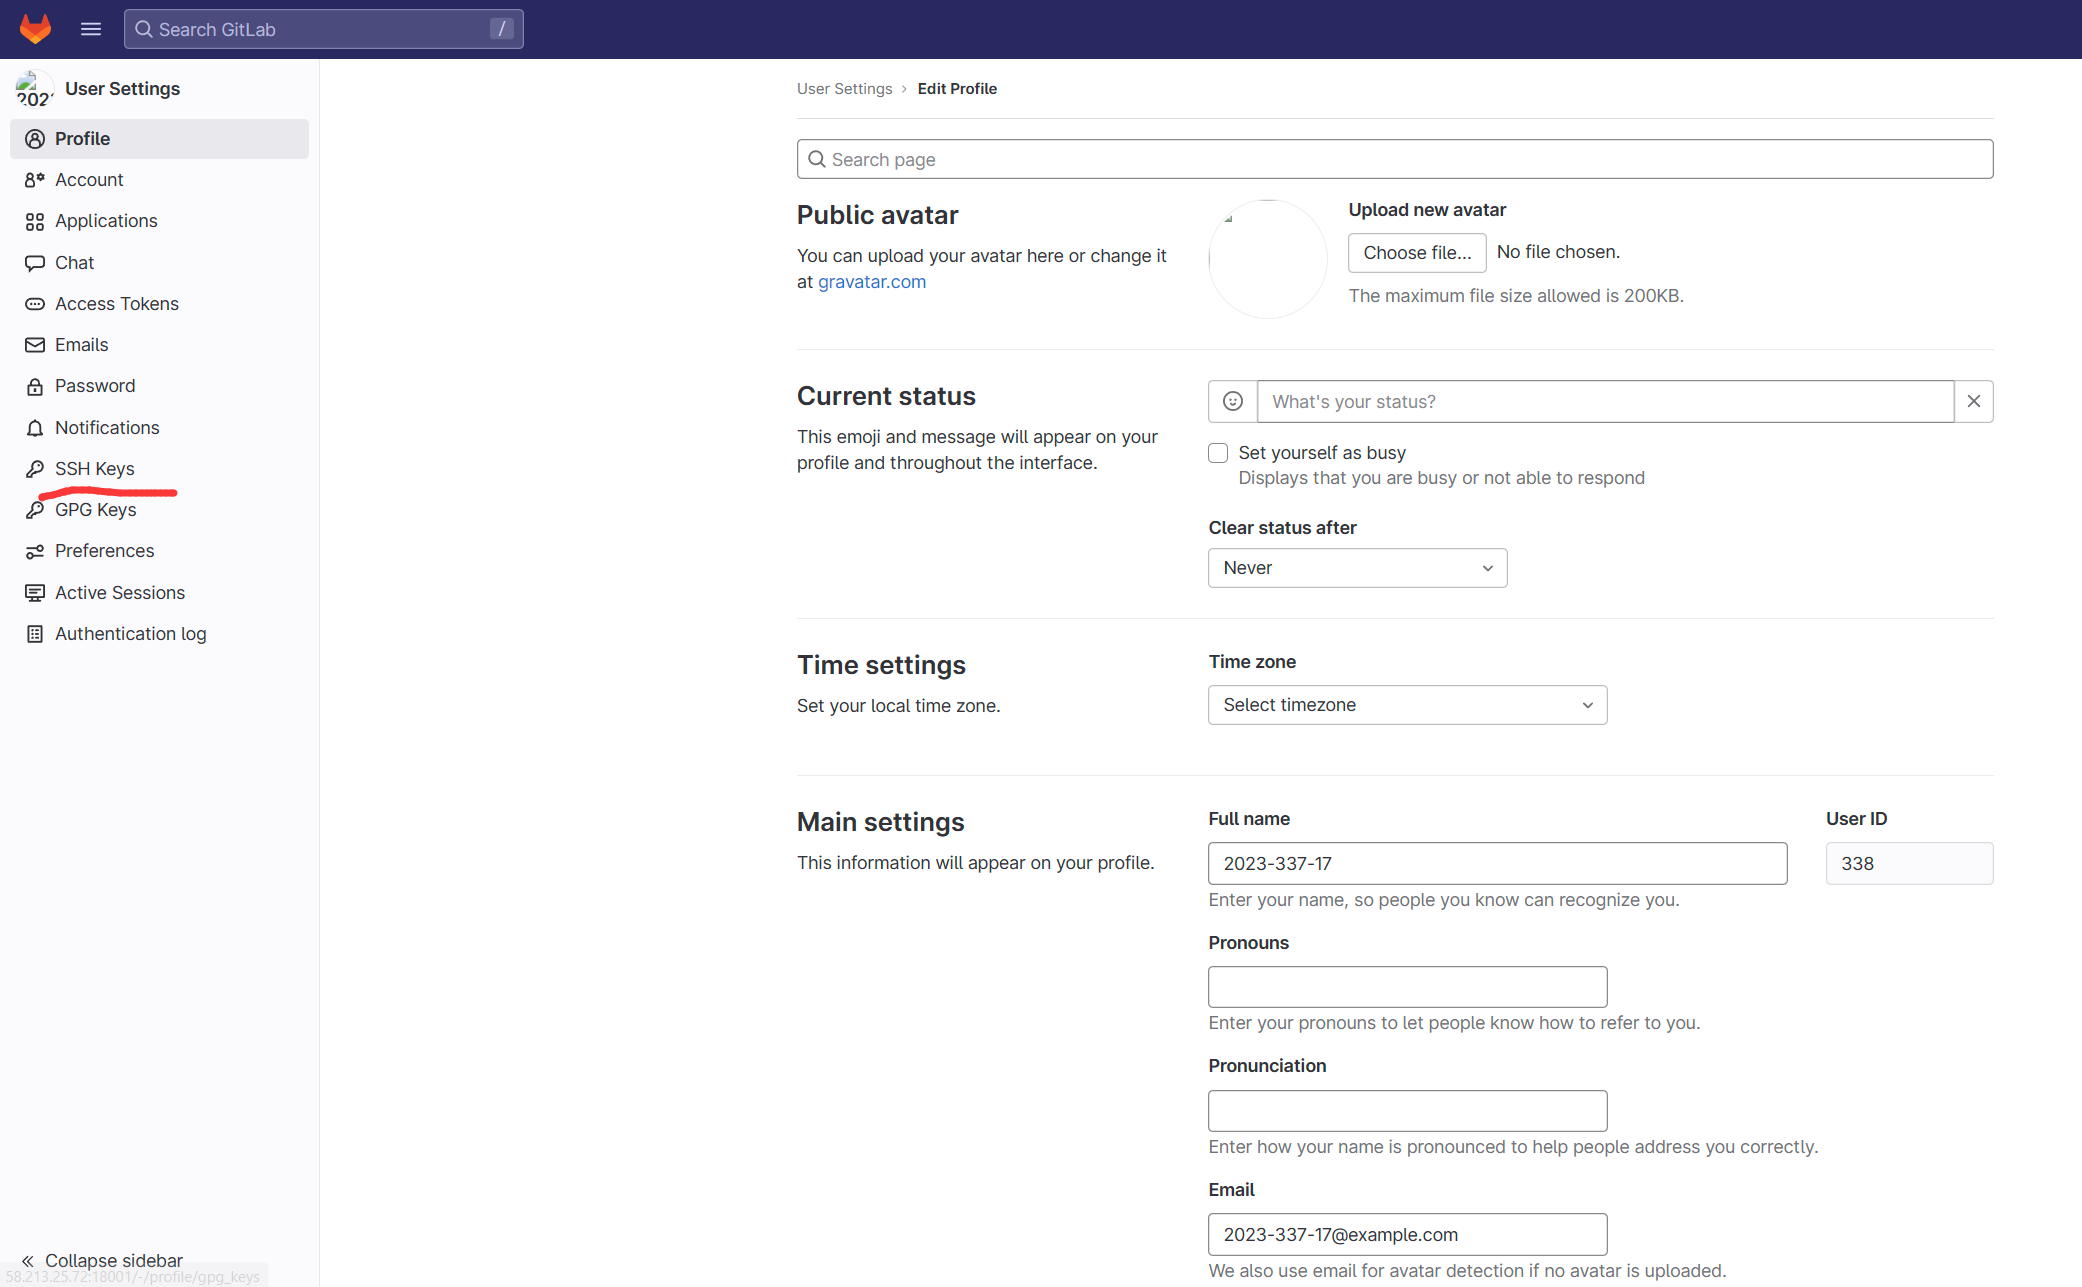 Search GitLab /
202
User Settings
Profile
Account
Applications
Chat
Access Tokens
Emails
Password
Notifications
SSH Keys
GPG Keys
Preferences
Active Sessions
Authentication log
Collapse sidebar
58.213.25.72:18001/-/profile/gpg_keys
User Settings › Edit Profile
Search page
Public avatar
You can upload your avatar here or change it
at gravatar.com
Upload new avatar
Choose file... No file chosen.
The maximum file size allowed is 200KB.
Current status
This emoji and message will appear on your
profile and throughout the interface.
What's your status?
Set yourself as busy
Displays that you are busy or not able to respond
Clear status after
Never
Time settings
Set your local time zone.
Time zone
Select timezone
Main settings
This information will appear on your profile.
Full name
2023-337-17
Enter your name, so people you know can recognize you.
User ID
338
Pronouns
Enter your pronouns to let people know how to refer to you.
Pronunciation
Enter how your name is pronounced to help people address you correctly.
Email
2023-337-17@example.com
We also use email for avatar detection if no avatar is uploaded.